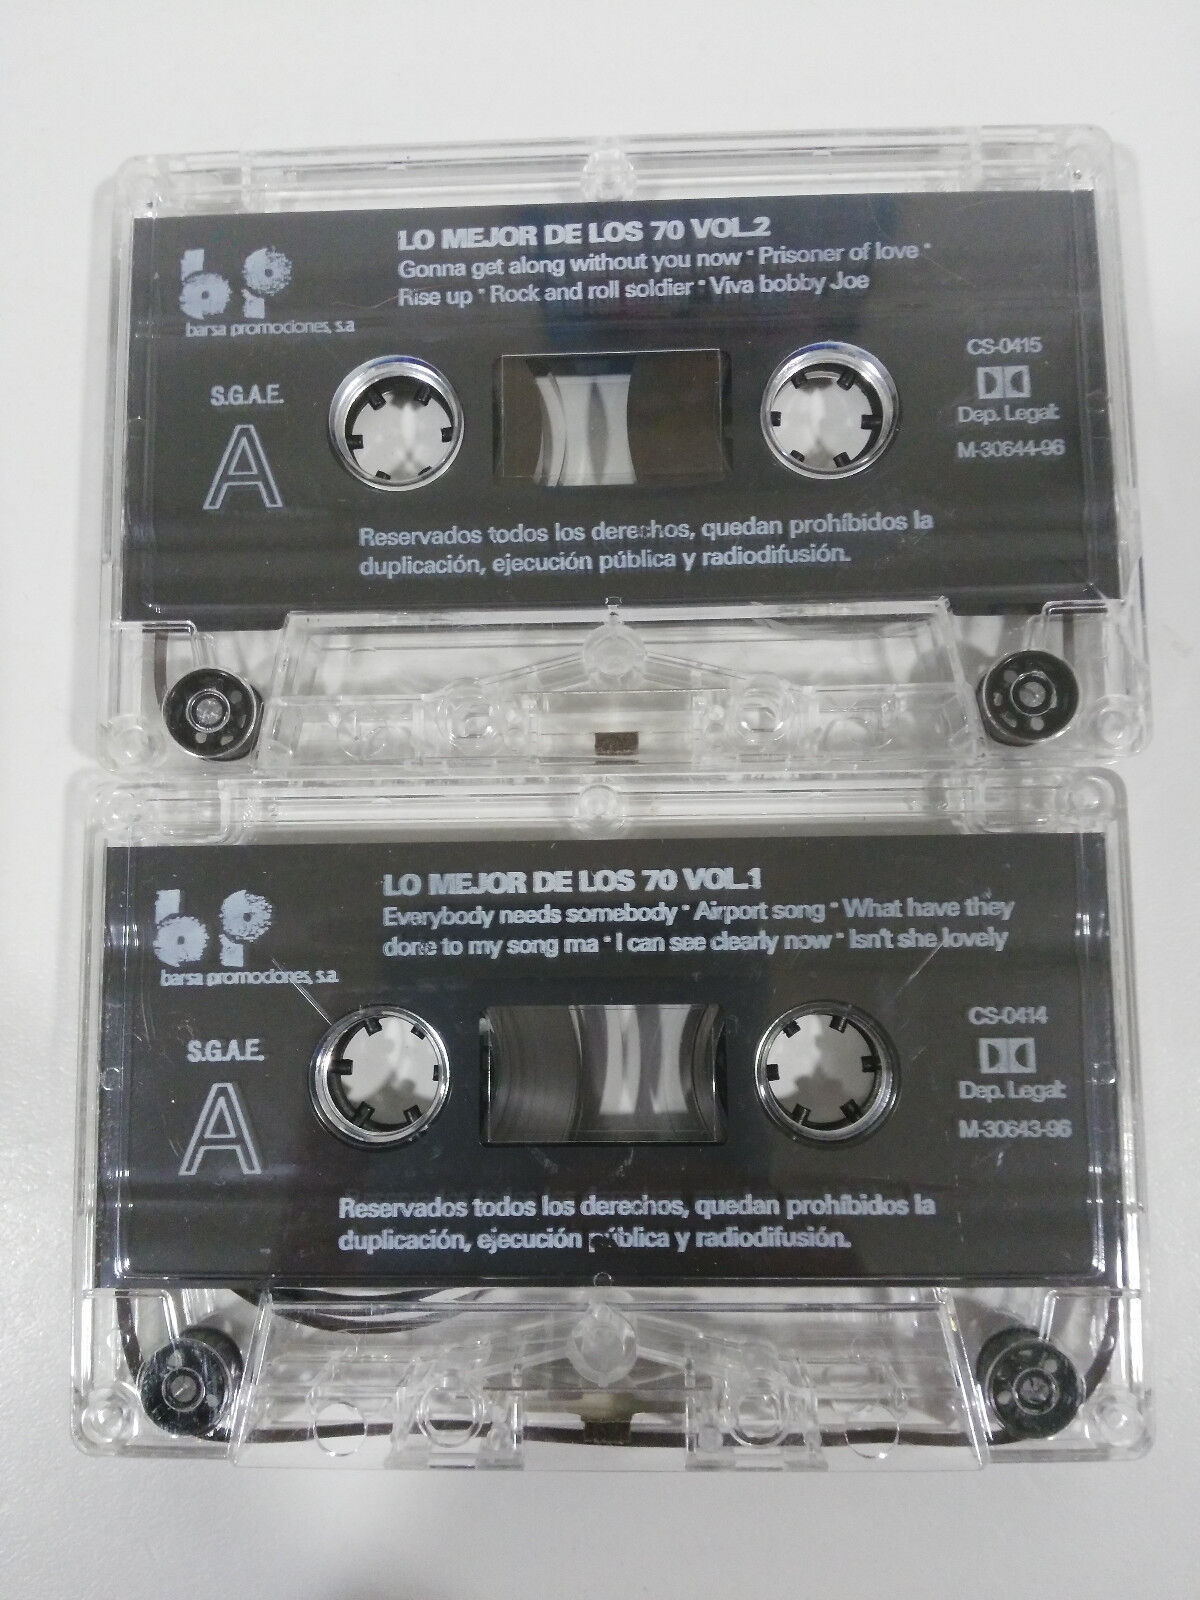 LO MEJOR DE LOS 70 VOL.2
Gonna get along without you now * Prisoner of love *
Rise up * Rock and roll soldier * Viva bobby Joe
bp
barsa promociones, s.a
S.G.A.E.
A
CS-0415
Dep. Legal:
M-30644-96
Reservados todos los derechos, quedan prohíbidos la
duplicación, ejecución pública y radiodifusión.
LO MEJOR DE LOS 70 VOL.1
Everybody needs somebody * Airport song * What have they
done to my song ma * I can see clearly now * Isn't she lovely
bp
barsa promociones, s.a.
S.G.A.E.
A
CS-0414
Dep. Legal:
M-30643-96
Reservados todos los derechos, quedan prohíbidos la
duplicación, ejecución pública y radiodifusión.